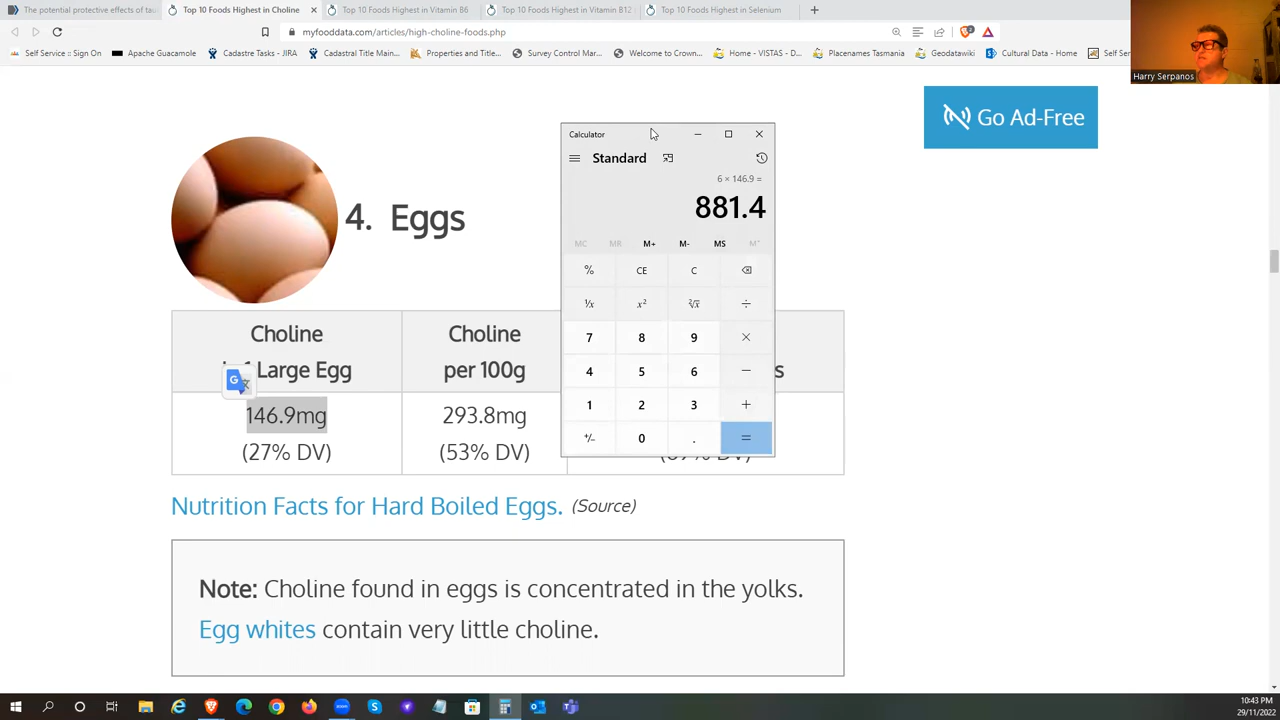 The potential protective effects of tau
Top 10 Foods Highest in Choline
Top 10 Foods Highest in Vitamin B6
Top 10 Foods Highest in Vitamin B12
Top 10 Foods Highest in Selenium
myfooddata.com/articles/high-choline-foods.php
Self Service :: Sign On
Apache Guacamole
Cadastre Tasks - JIRA
Cadastral Title Main...
Properties and Title...
Survey Control Mar...
Welcome to Crown...
Home - VISTAS - D...
Placenames Tasmania
Geodatawiki
Cultural Data - Home
Self Serv
Harry Serpanos
Go Ad-Free
4. Eggs
Calculator
Standard
6 × 146.9 =
881.4
MC MR M+ M- MS M˅
% CE C
¹/x x² ²√x ÷
7 8 9 ×
4 5 6 −
1 2 3 +
+/− 0 . =
Choline
Large Egg
146.9mg
(27% DV)
Choline
per 100g
293.8mg
(53% DV)
s
Nutrition Facts for Hard Boiled Eggs. (Source)
Note: Choline found in eggs is concentrated in the yolks.
Egg whites contain very little choline.
10:43 PM
29/11/2022